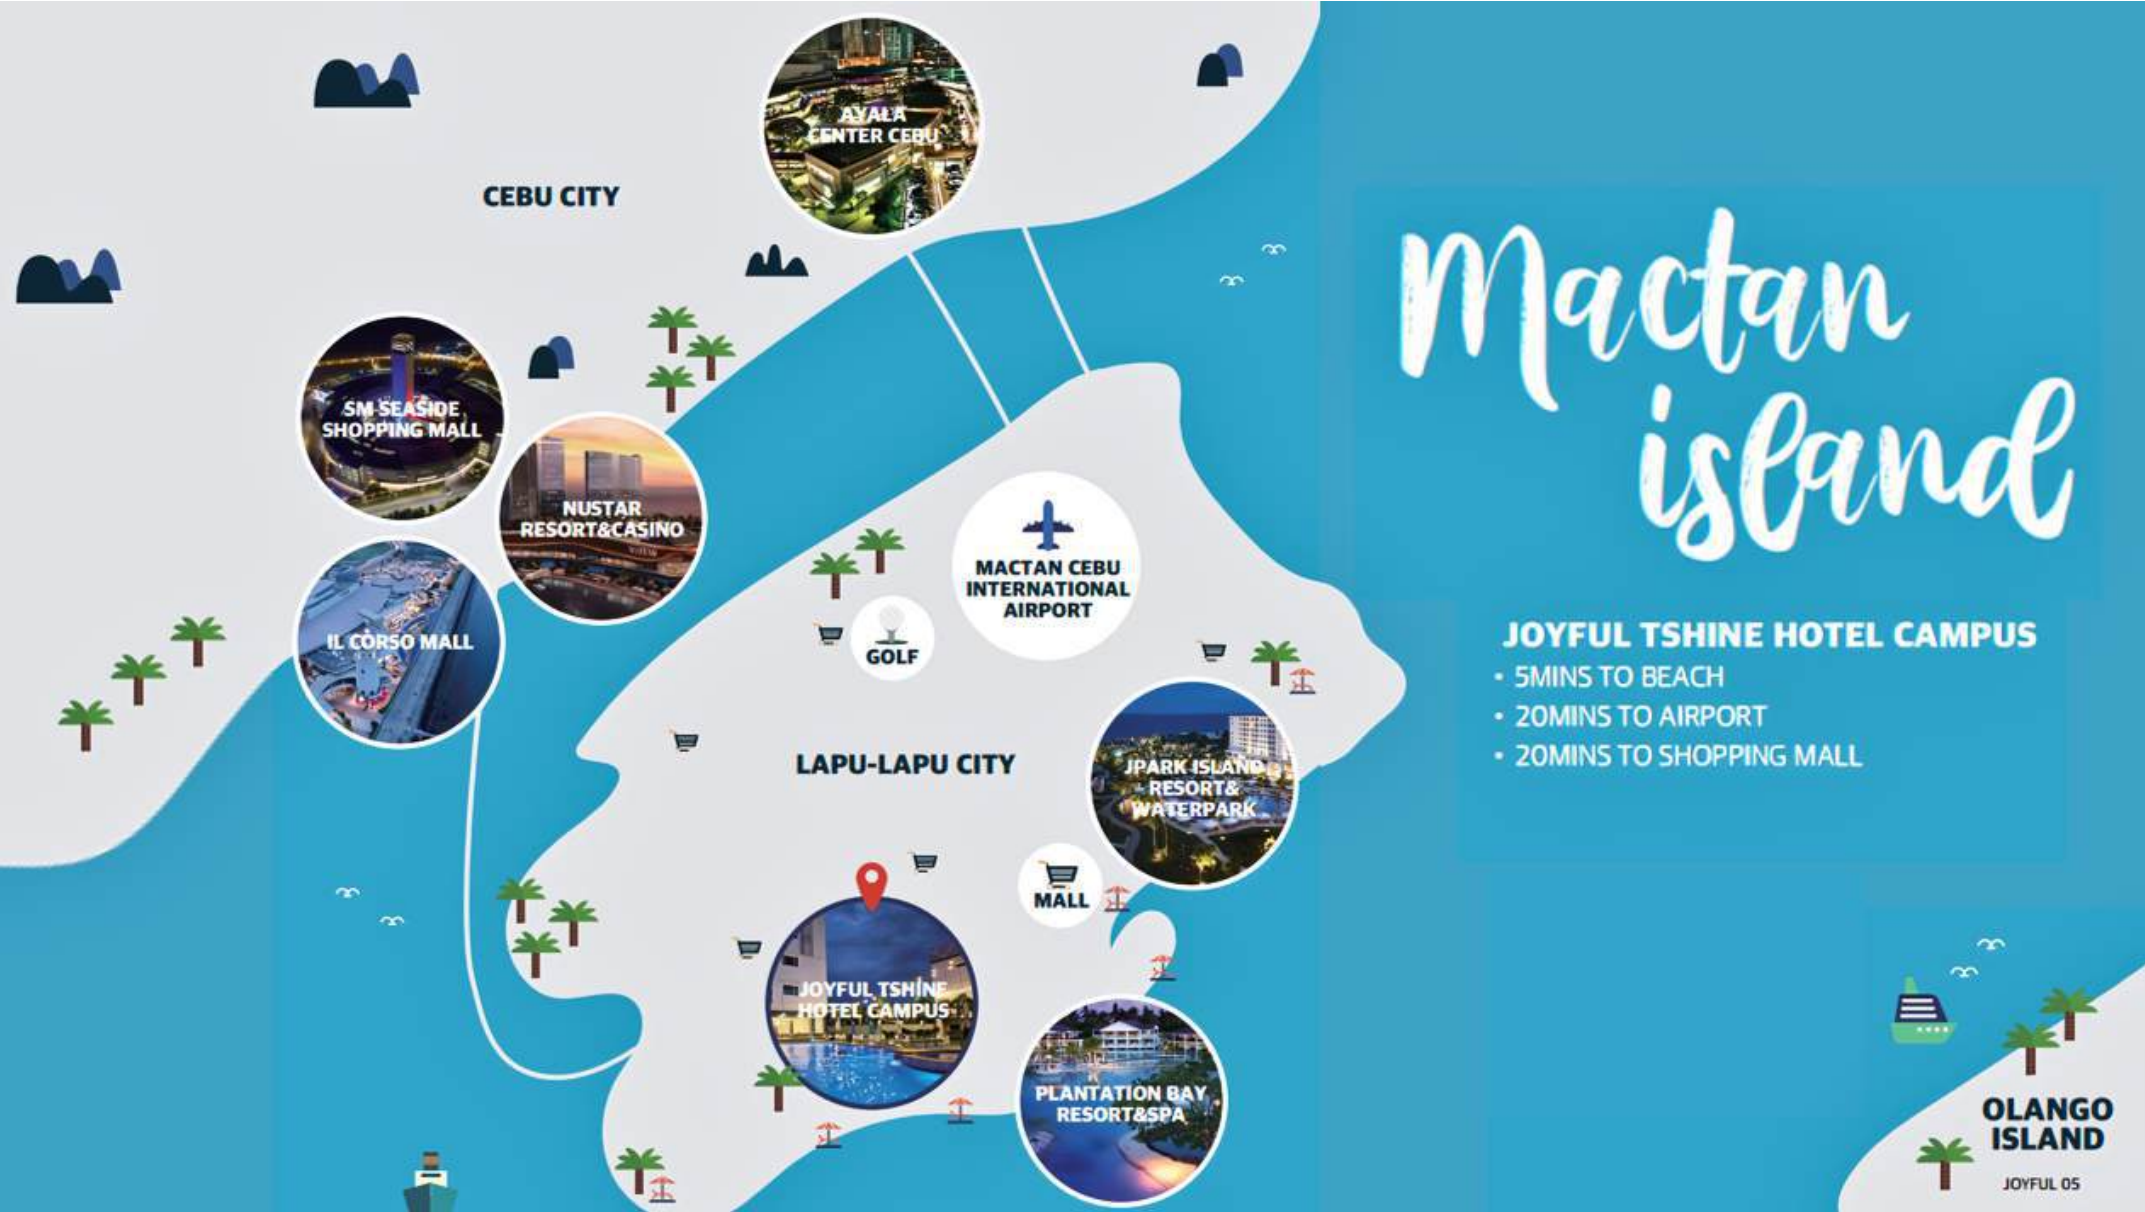 AYALA
CENTER CEBU
CEBU CITY
SM SEASIDE
SHOPPING MALL
NUSTAR
RESORT&CASINO
IL CORSO MALL
MACTAN CEBU
INTERNATIONAL
AIRPORT
GOLF
LAPU-LAPU CITY
JPARK ISLAND
RESORT&
WATERPARK
MALL
JOYFUL TSHINE
HOTEL CAMPUS
PLANTATION BAY
RESORT&SPA
Mactan
island
JOYFUL TSHINE HOTEL CAMPUS
• 5MINS TO BEACH
• 20MINS TO AIRPORT
• 20MINS TO SHOPPING MALL
OLANGO
ISLAND
JOYFUL 05